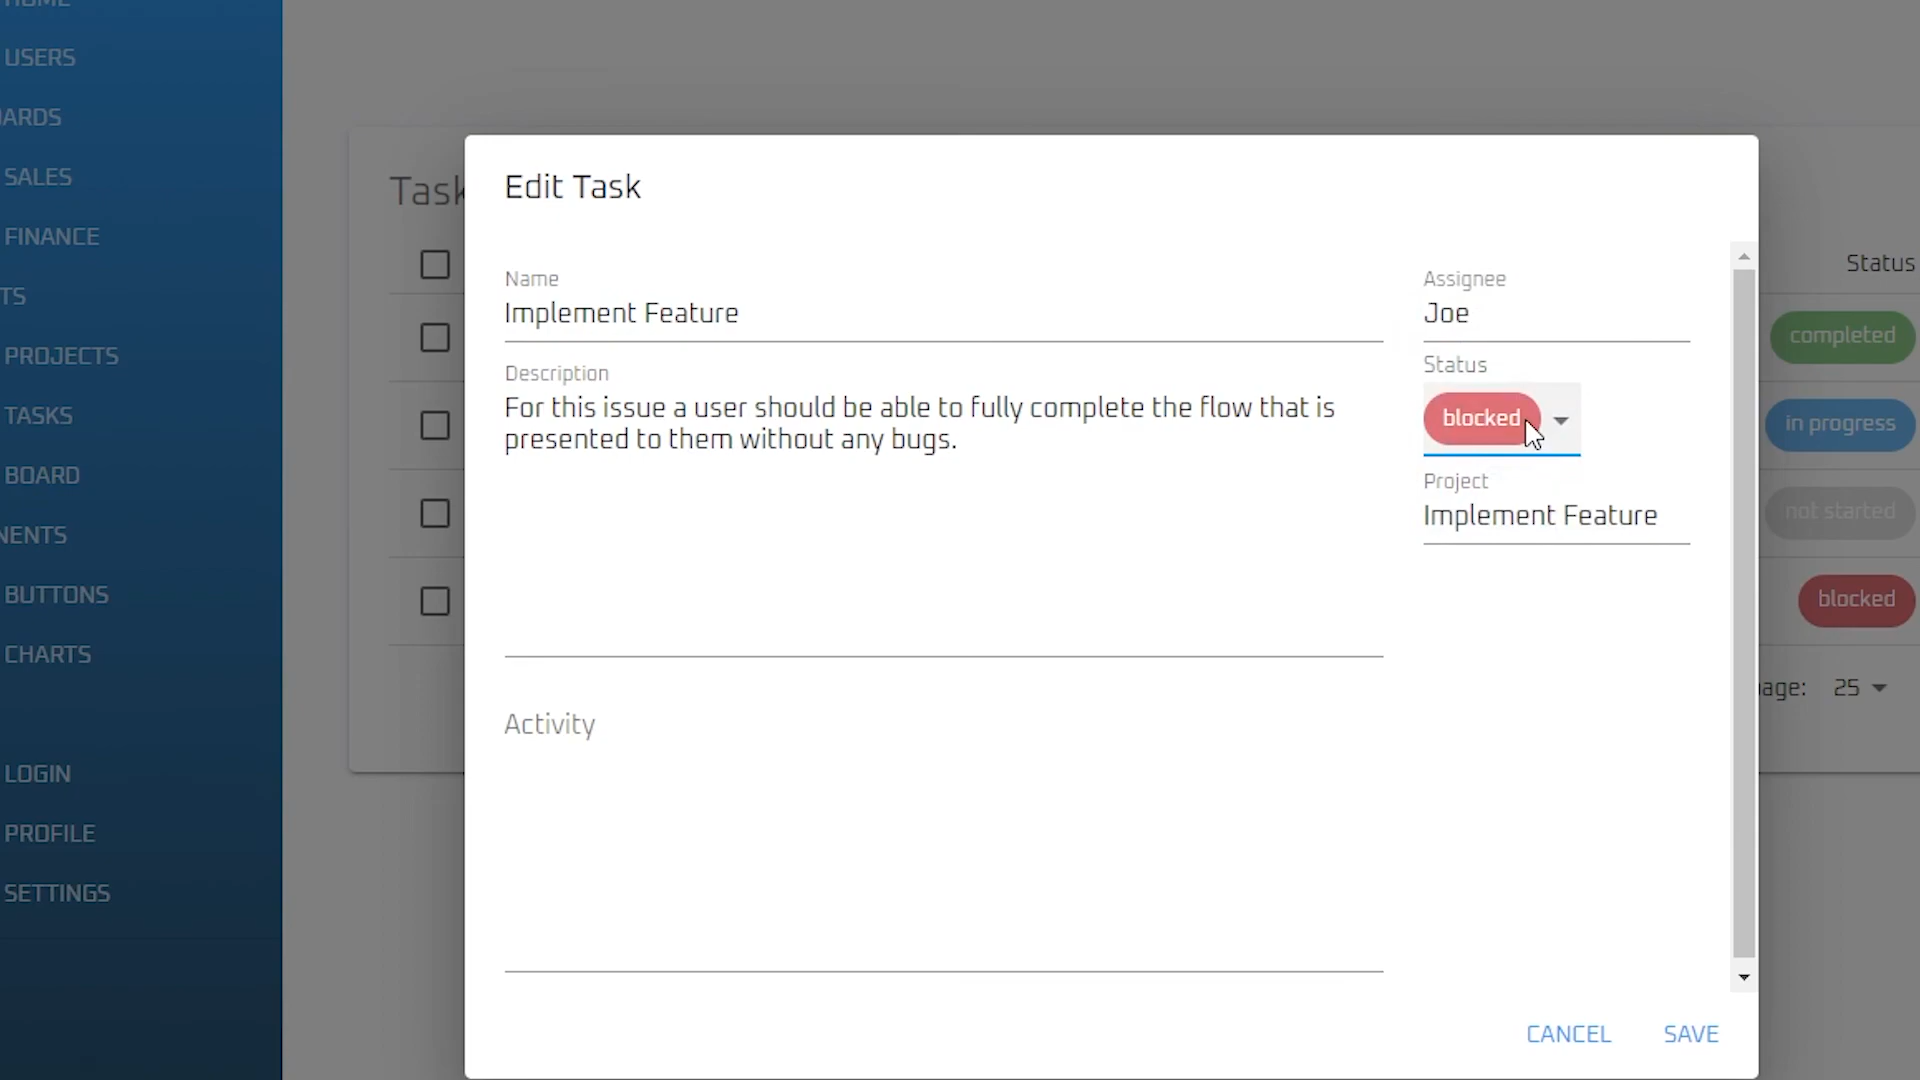 HOME
USERS
ARDS
SALES
FINANCE
TS
PROJECTS
TASKS
BOARD
NENTS
BUTTONS
CHARTS
LOGIN
PROFILE
SETTINGS
Task
Edit Task
Name
Implement Feature
Description
For this issue a user should be able to fully complete the flow that is
presented to them without any bugs.
Activity
Assignee
Joe
Status
blocked
Project
Implement Feature
CANCEL SAVE
Status
completed
in progress
not started
blocked
page: 25